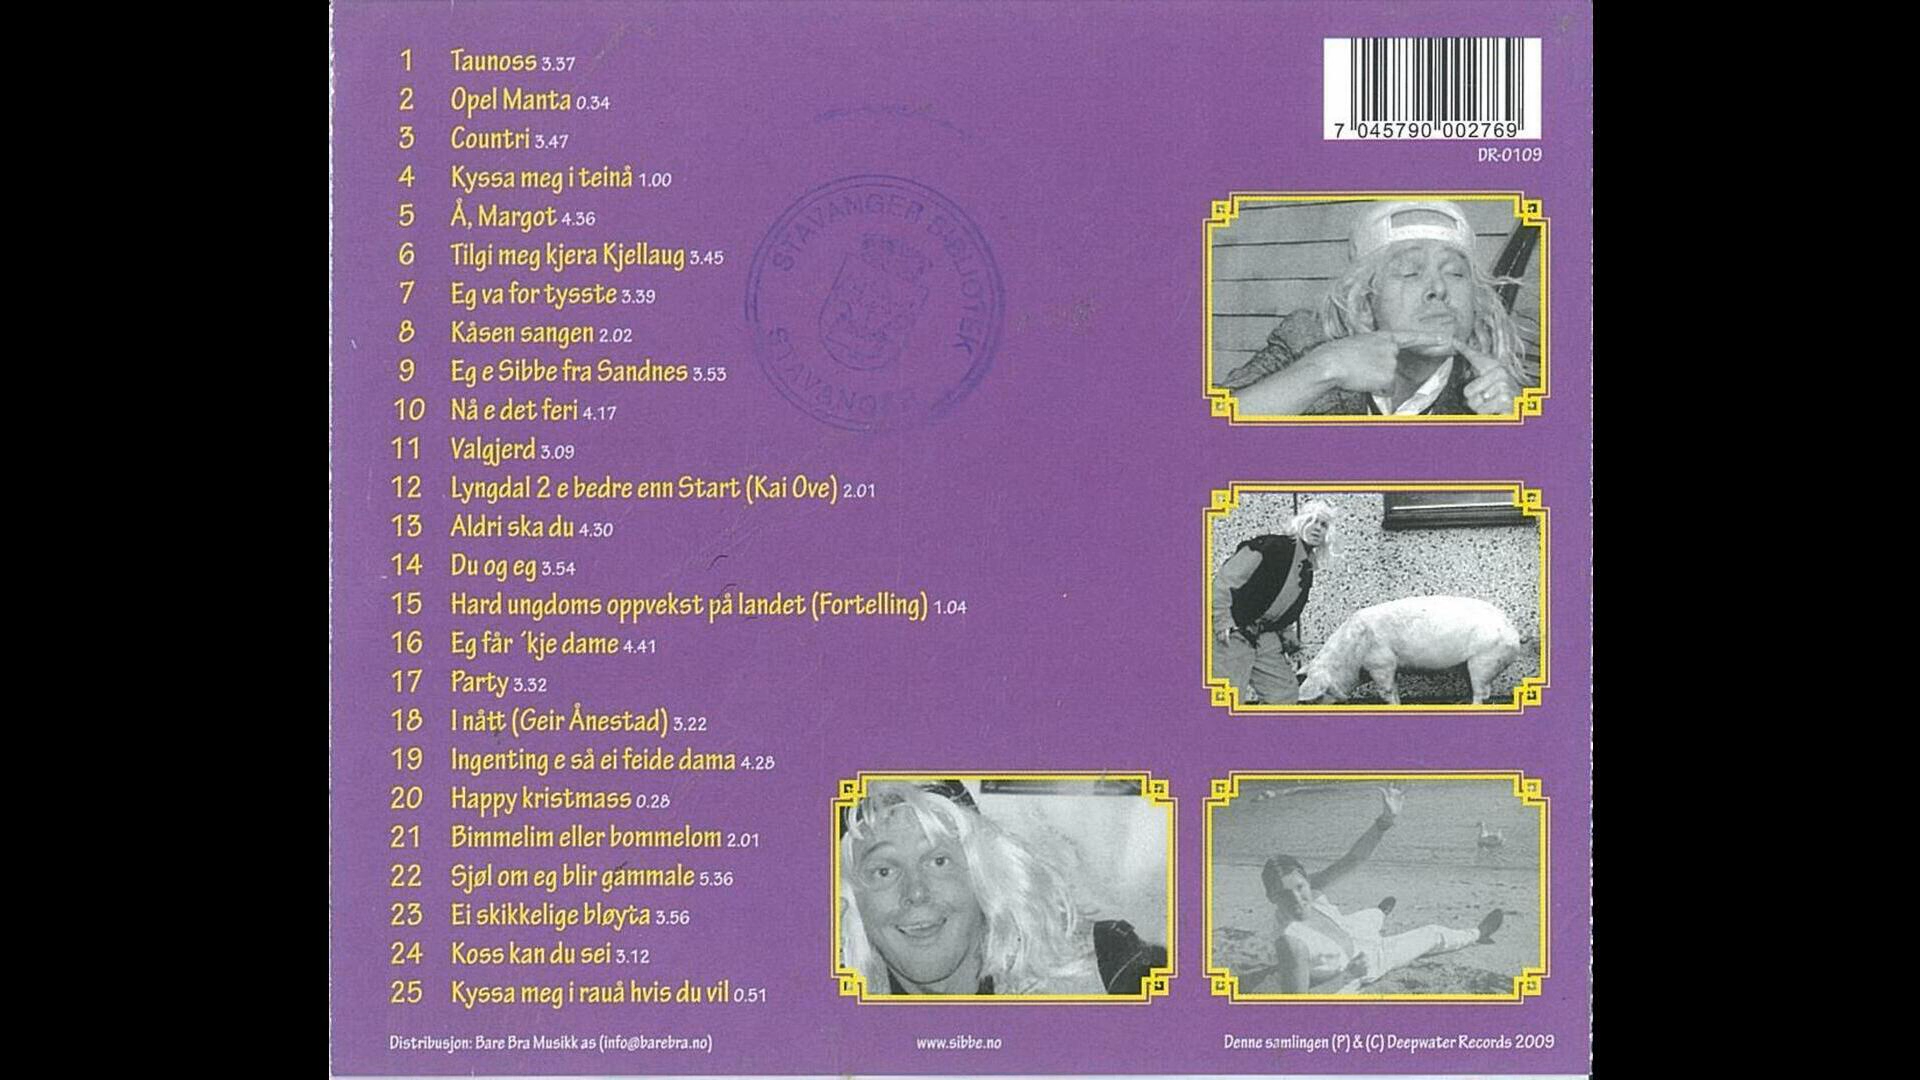 1 Taunoss 3.37
2 Opel Manta 0.34
3 Countri 3.47
4 Kyssa meg i teinå 1.00
5 Å, Margot 4.36
6 Tilgi meg kjera Kjellaug 3.45
7 Eg va for tysste 3.39
8 Kåsen sangen 2.02
9 Eg e Sibbe fra Sandnes 3.53
10 Nå e det feri 4.17
11 Valgjerd 3.09
12 Lyngdal 2 e bedre enn Start (Kai Ove) 2.01
13 Aldri ska du 4.30
14 Du og eg 3.54
15 Hard ungdoms oppvekst på landet (Fortelling) 1.04
16 Eg får ´kje dame 4.41
17 Party 3.32
18 I nått (Geir Ånestad) 3.22
19 Ingenting e så ei feide dama 4.28
20 Happy kristmass 0.28
21 Bimmelim eller bommelom 2.01
22 Sjøl om eg blir gammale 5.36
23 Ei skikkelige bløyta 3.56
24 Koss kan du sei 3.12
25 Kyssa meg i rauå hvis du vil 0.51
7 045790 002769
DR-0109
STAVANGER BIBLIOTEK
Distribusjon: Bare Bra Musikk as (info@barebra.no)
www.sibbe.no
Denne samlingen (P) & (C) Deepwater Records 2009